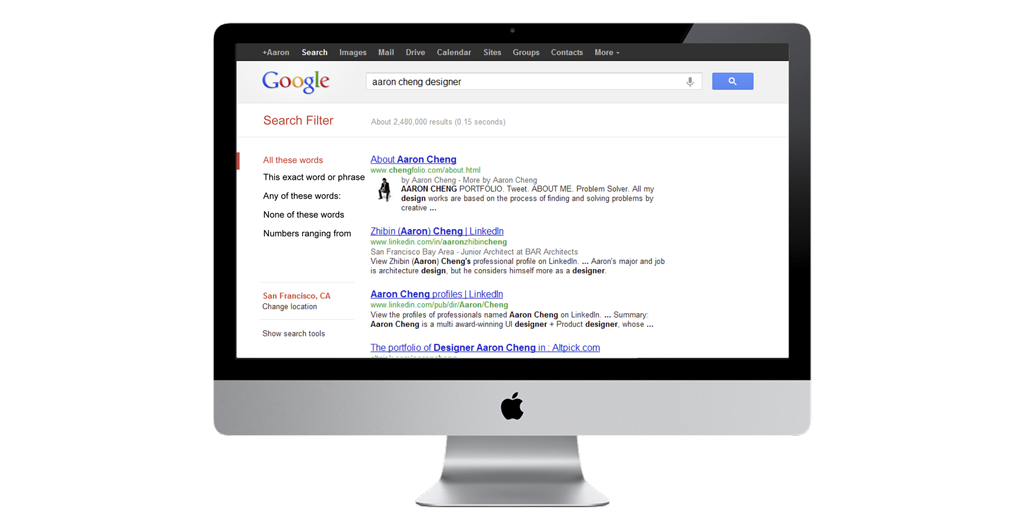 +Aaron Search Images Mail Drive Calendar Sites Groups Contacts More
Google
aaron cheng designer
Search Filter
About 2,480,000 results (0.15 seconds)
All these words
This exact word or phrase
Any of these words:
None of these words
Numbers ranging from
San Francisco, CA
Change location
Show search tools
About Aaron Cheng
www.chengfolio.com/about.html
by Aaron Cheng - More by Aaron Cheng
AARON CHENG PORTFOLIO. Tweet. ABOUT ME. Problem Solver. All my
design works are based on the process of finding and solving problems by
creative ...
Zhibin (Aaron) Cheng | LinkedIn
www.linkedin.com/in/aaronzhibincheng
San Francisco Bay Area - Junior Architect at BAR Architects
View Zhibin (Aaron) Cheng's professional profile on LinkedIn. ... Aaron's major and job
is architecture design, but he considers himself more as a designer.
Aaron Cheng profiles | LinkedIn
www.linkedin.com/pub/dir/Aaron/Cheng
View the profiles of professionals named Aaron Cheng on LinkedIn. ... Summary:
Aaron Cheng is a multi award-winning UI designer + Product designer, whose ...
The portfolio of Designer Aaron Cheng in : Altpick.com